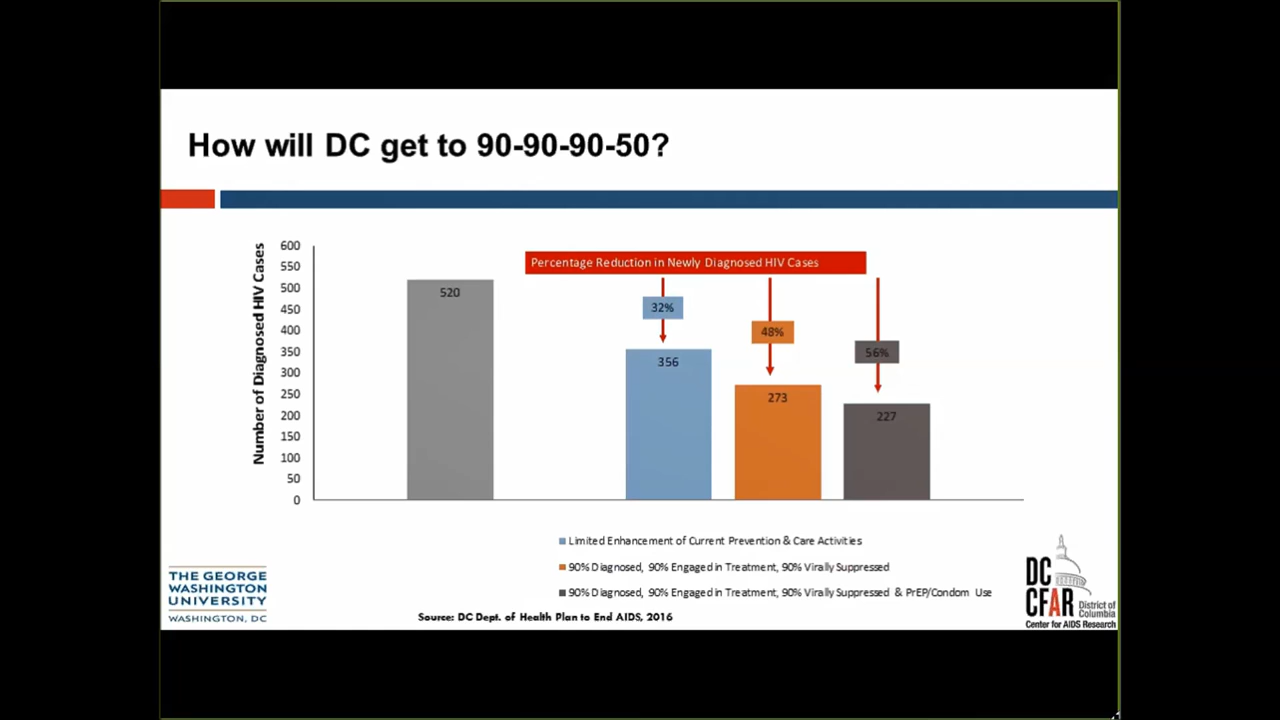 How will DC get to 90-90-90-50?
Number of Diagnosed HIV Cases
600
550
500
450
400
350
300
250
200
150
100
50
0
520
Percentage Reduction in Newly Diagnosed HIV Cases
32%
48%
56%
356
273
227
Limited Enhancement of Current Prevention & Care Activities
90% Diagnosed, 90% Engaged in Treatment, 90% Virally Suppressed
90% Diagnosed, 90% Engaged in Treatment, 90% Virally Suppressed & PrEP/Condom Use
Source: DC Dept. of Health Plan to End AIDS, 2016
THE GEORGE
WASHINGTON
UNIVERSITY
WASHINGTON, DC
DC
CFAR
District of
Columbia
Center for AIDS Research